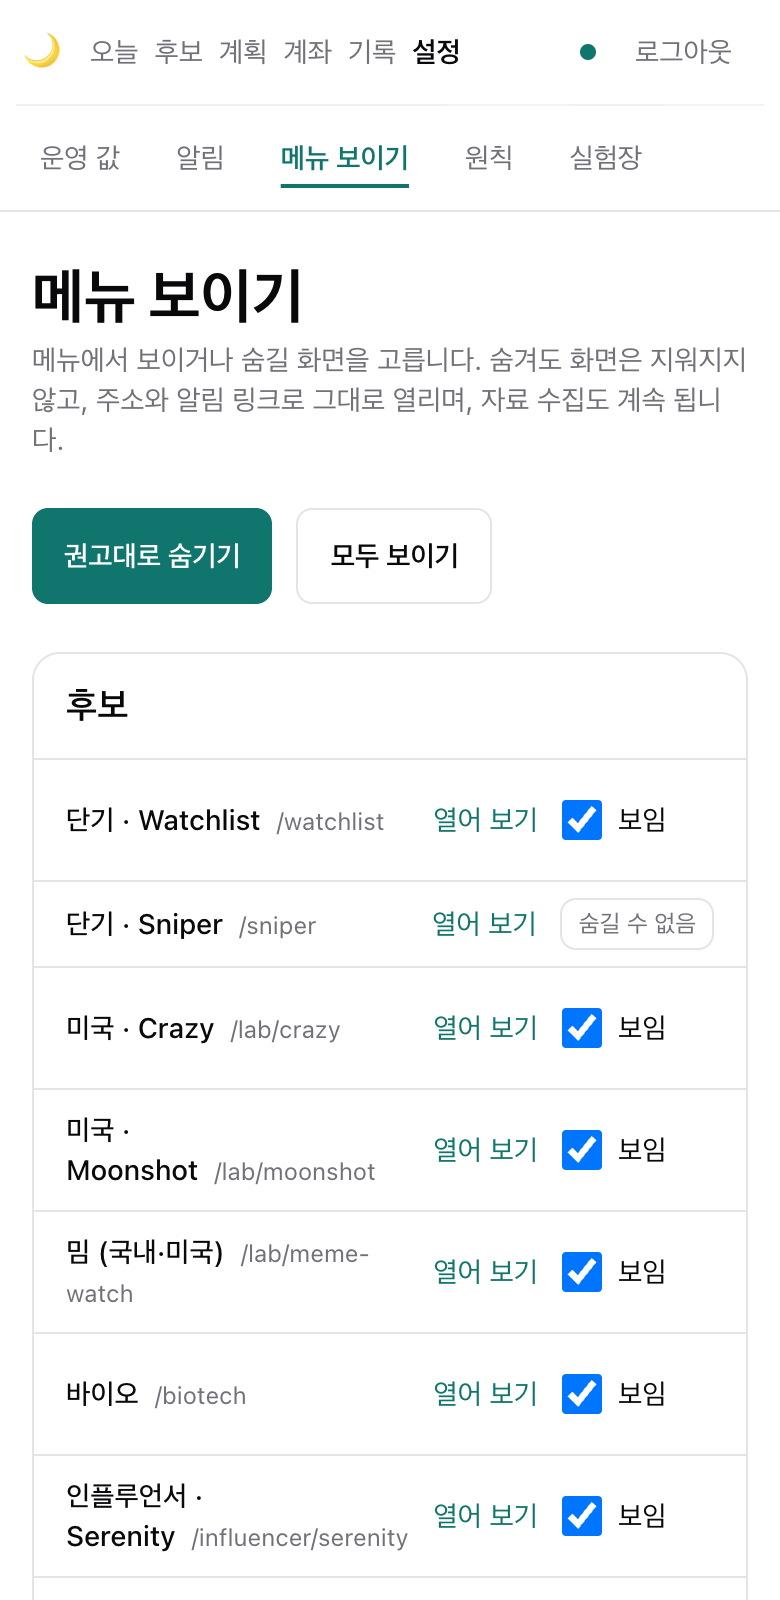 오늘 후보 계획 계좌 기록 설정 로그아웃
운영 값 알림 메뉴 보이기 원칙 실험장
메뉴 보이기
메뉴에서 보이거나 숨길 화면을 고릅니다. 숨겨도 화면은 지워지지
않고, 주소와 알림 링크로 그대로 열리며, 자료 수집도 계속 됩니
다.
권고대로 숨기기 모두 보이기
후보
단기 · Watchlist /watchlist 열어 보기 보임
단기 · Sniper /sniper 열어 보기 숨길 수 없음
미국 · Crazy /lab/crazy 열어 보기 보임
미국 ·
Moonshot /lab/moonshot 열어 보기 보임
밈 (국내·미국) /lab/meme-
watch 열어 보기 보임
바이오 /biotech 열어 보기 보임
인플루언서 ·
Serenity /influencer/serenity 열어 보기 보임